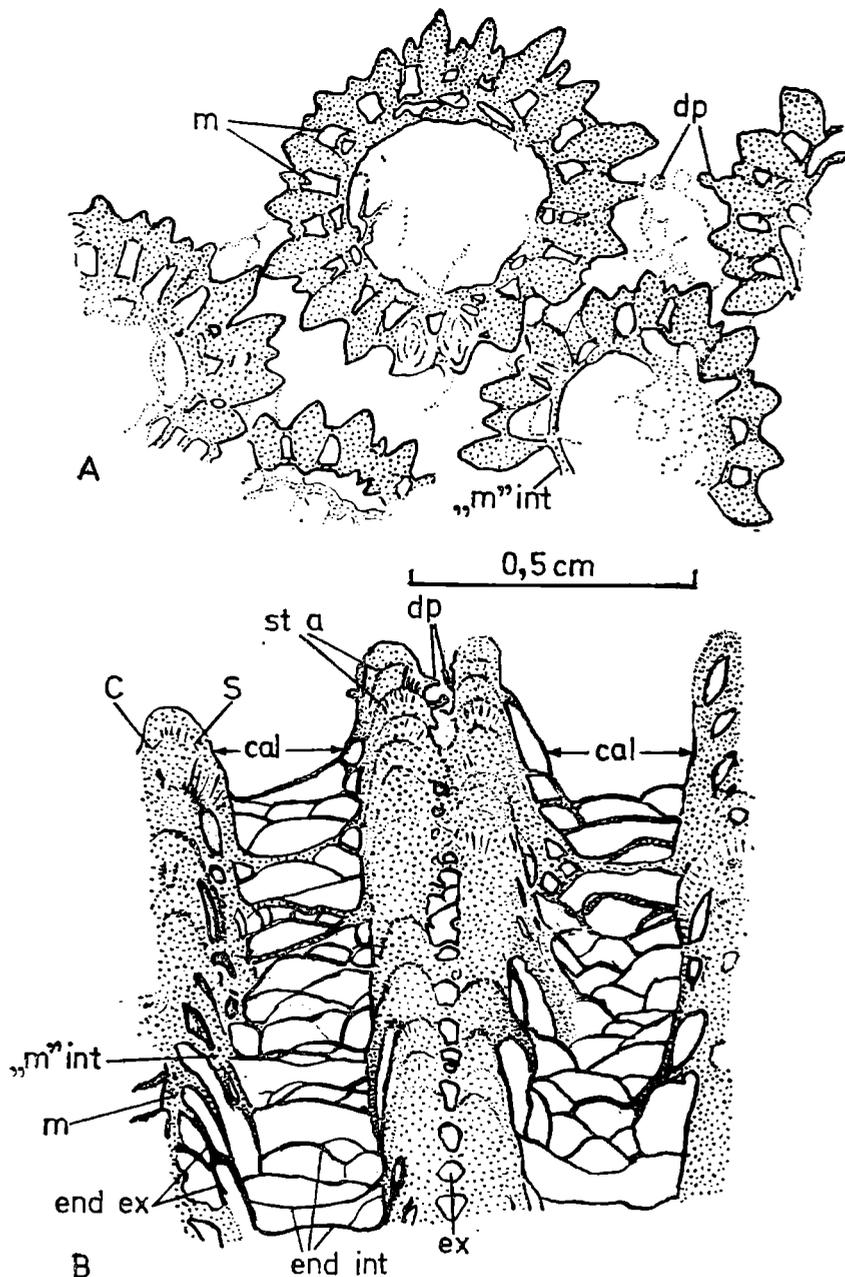 m
dp
A
„m” int
0,5 cm
st a
dp
C
S
cal
cal
„m” int
m
end ex
end int
ex
B